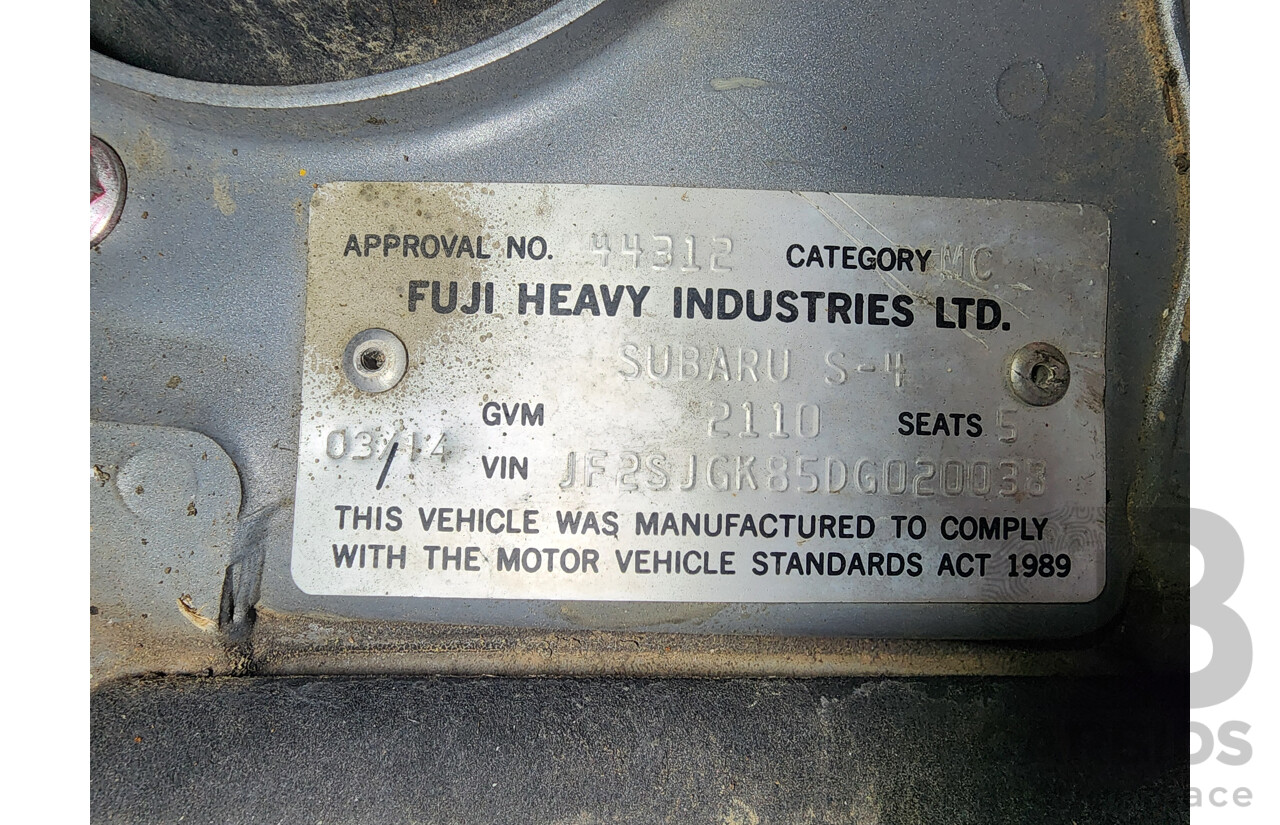 APPROVAL NO. 44312 CATEGORY MC
FUJI HEAVY INDUSTRIES LTD.
SUBARU S-4
GVM 2110 SEATS 5
03/14 VIN JF2SJGK85DG020038
THIS VEHICLE WAS MANUFACTURED TO COMPLY
WITH THE MOTOR VEHICLE STANDARDS ACT 1989